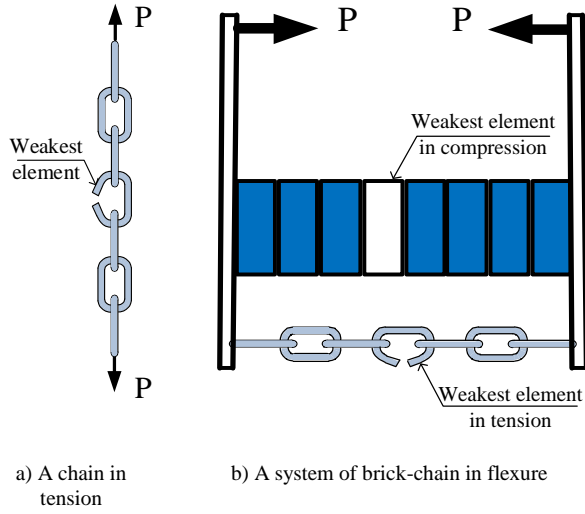 P
P
P
Weakest element
in compression
Weakest
element
P
Weakest element
in tension
a) A chain in
tension
b) A system of brick-chain in flexure